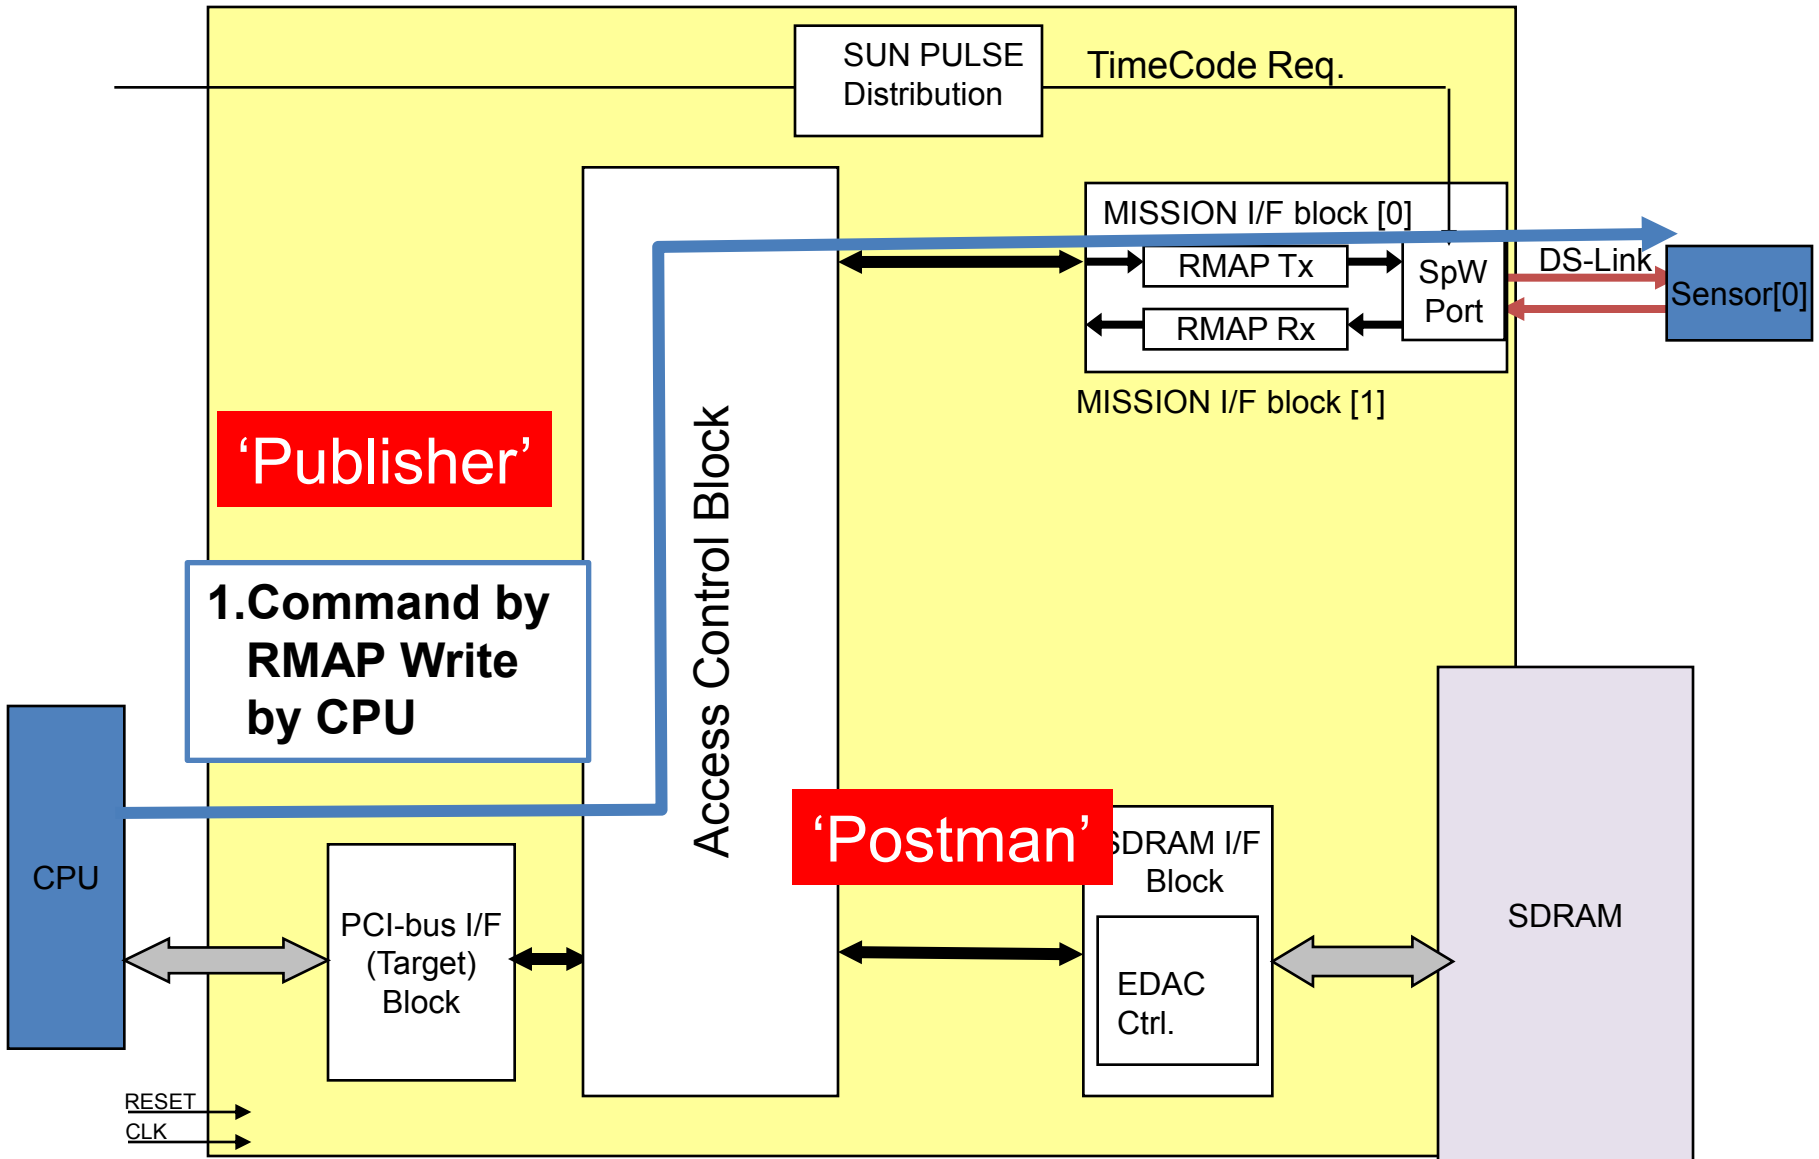 SUN PULSE
Distribution
TimeCode Req.
MISSION I/F block [0]
RMAP Tx
RMAP Rx
SpW
Port
DS-Link
Sensor[0]
MISSION I/F block [1]
‘Publisher’
1.Command by
RMAP Write
by CPU
Access Control Block
‘Postman’
SDRAM I/F
Block
EDAC
Ctrl.
SDRAM
CPU
PCI-bus I/F
(Target)
Block
RESET
CLK